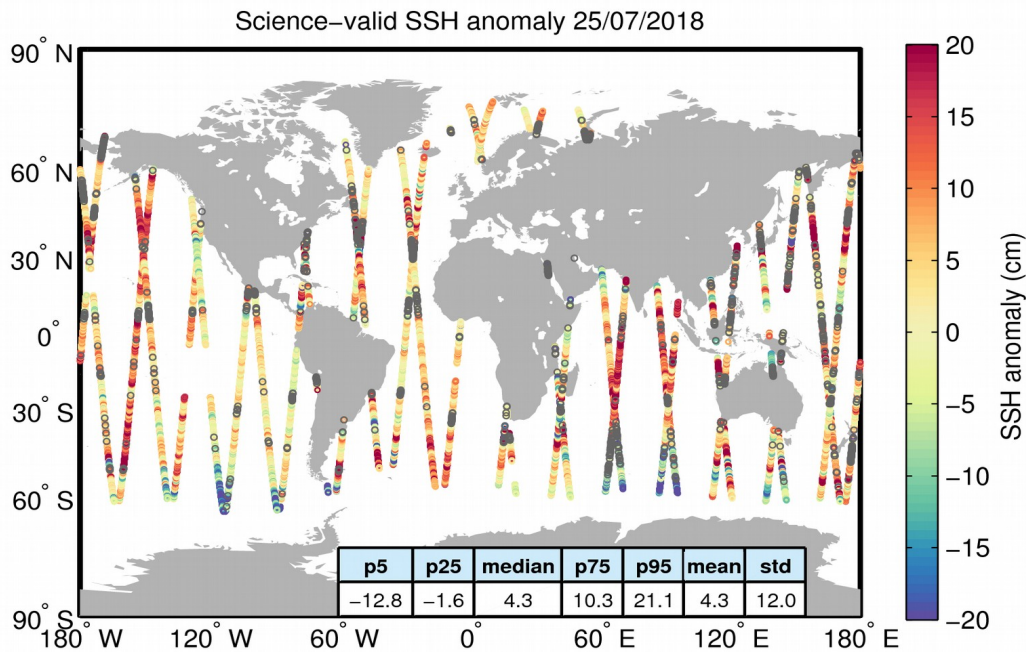 Science−valid SSH anomaly 25/07/2018
90° N
60° N
30° N
0°
30° S
60° S
90° S
180° W
120° W
60° W
0°
60° E
120° E
180° E
p5 p25 median p75 p95 mean std
−12.8 −1.6 4.3 10.3 21.1 4.3 12.0
20
15
10
5
0
−5
−10
−15
−20
SSH anomaly (cm)